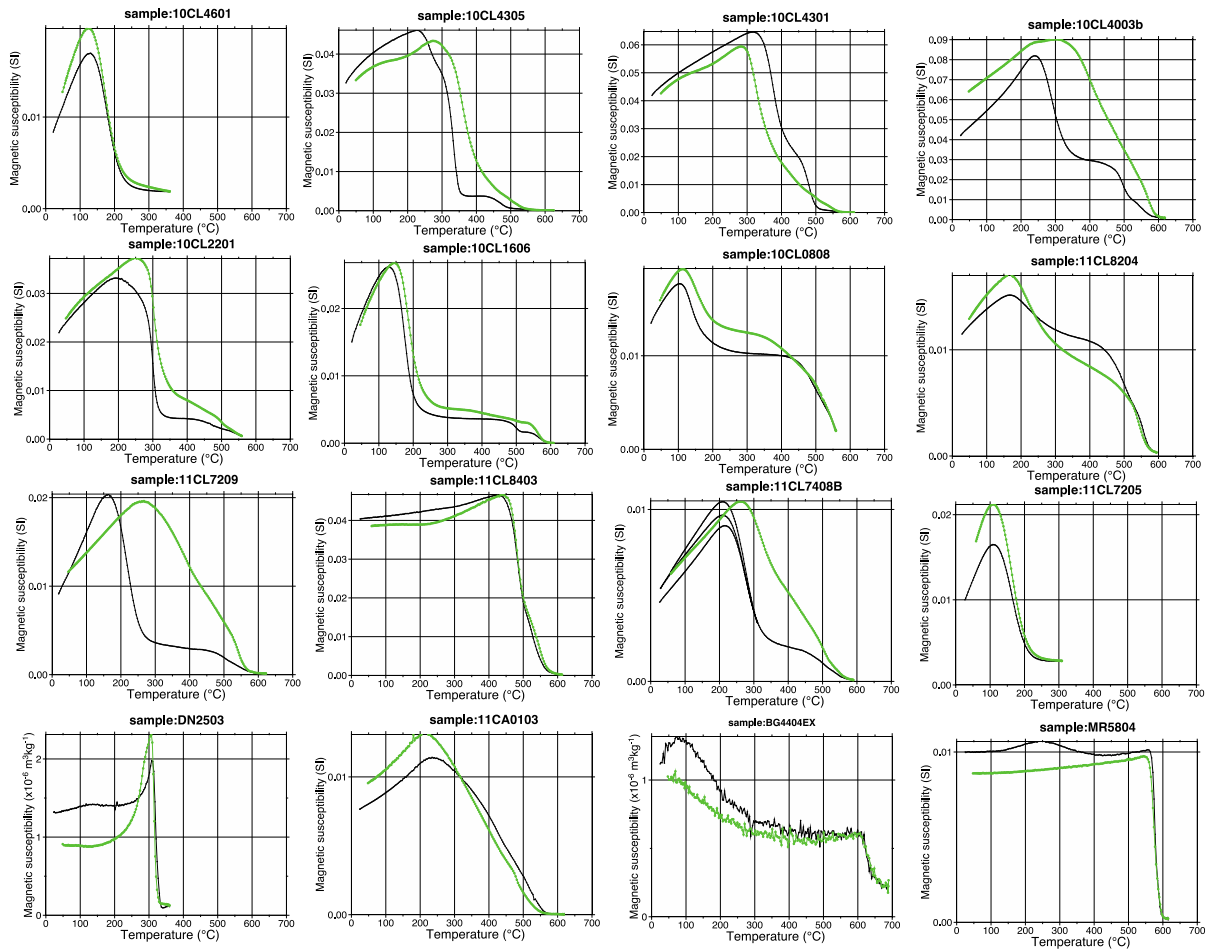 sample:10CL4601
Magnetic susceptibility (SI)
0.01
0.00
0 100 200 300 400 500 600 700
Temperature (°C)
sample:10CL4305
Magnetic susceptibility (SI)
0.04
0.03
0.02
0.01
0.00
0 100 200 300 400 500 600 700
Temperature (°C)
sample:10CL4301
Magnetic susceptibility (SI)
0.06
0.05
0.04
0.03
0.02
0.01
0.00
0 100 200 300 400 500 600 700
Temperature (°C)
sample:10CL4003b
Magnetic susceptibility (SI)
0.09
0.08
0.07
0.06
0.05
0.04
0.03
0.02
0.01
0.00
0 100 200 300 400 500 600 700
Temperature (°C)
sample:10CL2201
Magnetic susceptibility (SI)
0.03
0.02
0.01
0.00
0 100 200 300 400 500 600 700
Temperature (°C)
sample:10CL1606
Magnetic susceptibility (SI)
0.02
0.01
0.00
0 100 200 300 400 500 600 700
Temperature (°C)
sample:10CL0808
Magnetic susceptibility (SI)
0.01
0.00
0 100 200 300 400 500 600 700
Temperature (°C)
sample:11CL8204
Magnetic susceptibility (SI)
0.01
0.00
0 100 200 300 400 500 600 700
Temperature (°C)
sample:11CL7209
Magnetic susceptibility (SI)
0.02
0.01
0.00
0 100 200 300 400 500 600 700
Temperature (°C)
sample:11CL8403
Magnetic susceptibility (SI)
0.04
0.03
0.02
0.01
0.00
0 100 200 300 400 500 600 700
Temperature (°C)
sample:11CL7408B
Magnetic susceptibility (SI)
0.01
0.00
0 100 200 300 400 500 600 700
Temperature (°C)
sample:11CL7205
Magnetic susceptibility (SI)
0.02
0.01
0.00
0 100 200 300 400 500 600 700
Temperature (°C)
sample:DN2503
Magnetic susceptibility (x10⁻⁶ m³kg⁻¹)
2
1
0
0 100 200 300 400 500 600 700
Temperature (°C)
sample:11CA0103
Magnetic susceptibility (SI)
0.01
0.00
0 100 200 300 400 500 600 700
Temperature (°C)
sample:BG4404EX
Magnetic susceptibility (x10⁻⁶ m³kg⁻¹)
1
0
0 100 200 300 400 500 600 700
Temperature (°C)
sample:MR5804
Magnetic susceptibility (SI)
0.01
0.00
0 100 200 300 400 500 600 700
Temperature (°C)